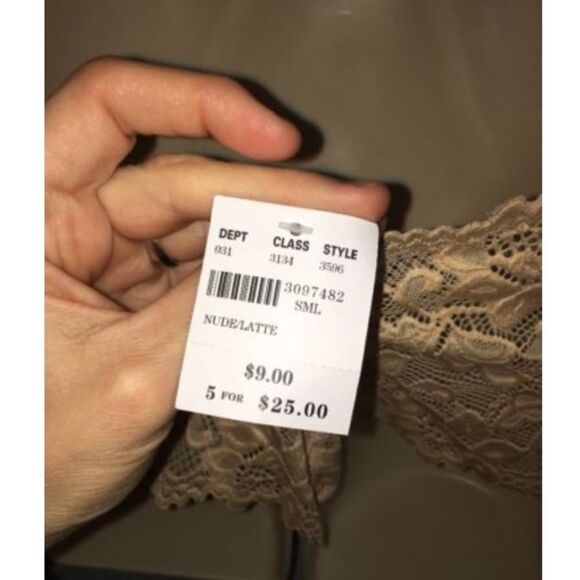 DEPT CLASS STYLE
031 3134 3596
3097482
SML
NUDE/LATTE
$9.00
5 FOR $25.00